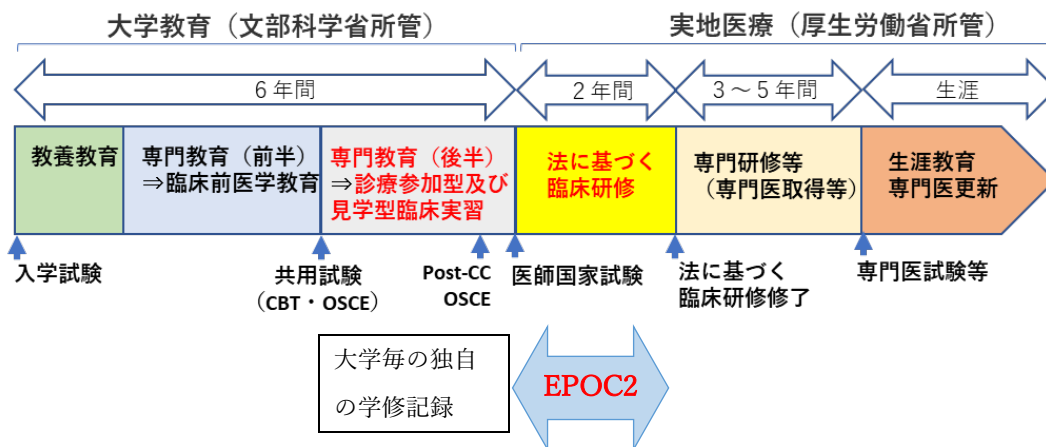 大学教育（文部科学省所管）
実地医療（厚生労働省所管）
6年間
2年間
3～5年間
生涯
教養教育
専門教育（前半）
⇒臨床前医学教育
専門教育（後半）
⇒診療参加型及び
見学型臨床実習
法に基づく
臨床研修
専門研修等
（専門医取得等）
生涯教育
専門医更新
入学試験
共用試験
（CBT・OSCE）
Post-CC
OSCE
医師国家試験
法に基づく
臨床研修修了
専門医試験等
大学毎の独自
の学修記録
EPOC2